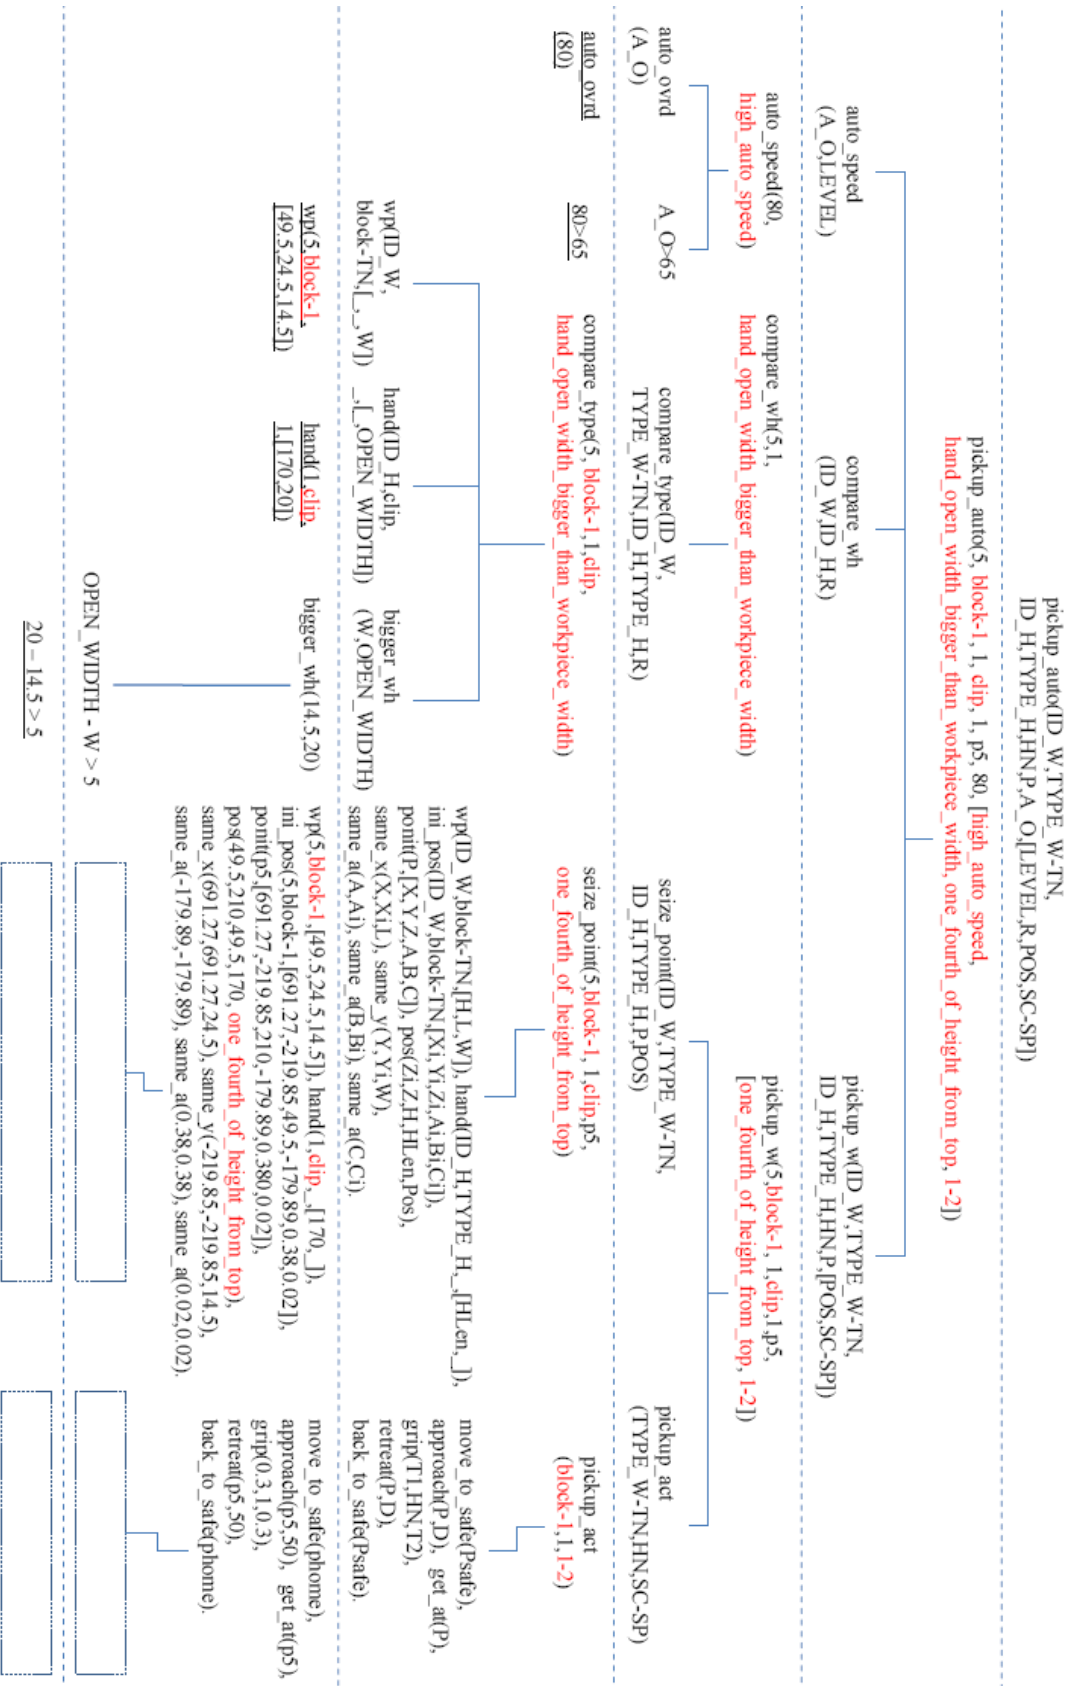 pickup_auto(ID_W,TYPE_W-TN,
ID_H,TYPE_H,HN,P,A_O,[LEVEL,R,POS,SC-SP])
pickup_auto(5, block-1, 1, clip, 1, p5, 80, [high_auto_speed,
hand_open_width_bigger_than_workpiece_width, one_fourth_of_height_from_top, 1-2])
auto_speed
(A_O,LEVEL)
compare_wh
(ID_W,ID_H,R)
pickup_w(ID_W,TYPE_W-TN,
ID_H,TYPE_H,HN,P,[POS,SC-SP])
auto_speed(80,
high_auto_speed)
compare_wh(5,1,
hand_open_width_bigger_than_workpiece_width)
pickup_w(5,block-1, 1,clip,1,p5,
[one_fourth_of_height_from_top, 1-2])
auto_ovrd
(A_O)
A_O>65
compare_type(ID_W,
TYPE_W-TN,ID_H,TYPE_H,R)
seize_point(ID_W,TYPE_W-TN,
ID_H,TYPE_H,P,POS)
pickup_act
(TYPE_W-TN,HN,SC-SP)
auto_ovrd
(80)
80>65
compare_type(5, block-1,1,clip,
hand_open_width_bigger_than_workpiece_width)
seize_point(5,block-1, 1,clip,p5,
one_fourth_of_height_from_top)
pickup_act
(block-1,1,1-2)
wp(ID_W,
block-TN,[_,_,W])
hand(ID_H,clip,
_,[_,OPEN_WIDTH])
bigger_wh
(W,OPEN_WIDTH)
wp(ID_W,block-TN,[H,L,W]), hand(ID_H,TYPE_H,_,[HLen,_]),
ini_pos(ID_W,block-TN,[Xi,Yi,Zi,Ai,Bi,Ci]),
ponit(P,[X,Y,Z,A,B,C]), pos(Zi,Z,H,HLen,Pos),
same_x(X,Xi,L), same_y(Y,Yi,W),
same_a(A,Ai), same_a(B,Bi), same_a(C,Ci).
move_to_safe(Psafe),
approach(P,D), get_at(P),
grip(T1,HN,T2),
retreat(P,D),
back_to_safe(Psafe).
wp(5,block-1,
[49.5,24.5,14.5])
hand(1,clip,
1,[170,20])
bigger_wh(14.5,20)
wp(5,block-1,[49.5,24.5,14.5]), hand(1,clip,_,[170,_]),
ini_pos(5,block-1,[691.27,-219.85,49.5,-179.89,0.38,0.02]),
ponit(p5,[691.27,-219.85,210,-179.89,0.380,0.02]),
pos(49.5,210,49.5,170, one_fourth_of_height_from_top),
same_x(691.27,691.27,24.5), same_y(-219.85,-219.85,14.5),
same_a(-179.89,-179.89), same_a(0.38,0.38), same_a(0.02,0.02).
move_to_safe(phome),
approach(p5,50), get_at(p5),
grip(0.3,1,0.3),
retreat(p5,50),
back_to_safe(phome).
OPEN_WIDTH - W > 5
20 – 14.5 > 5